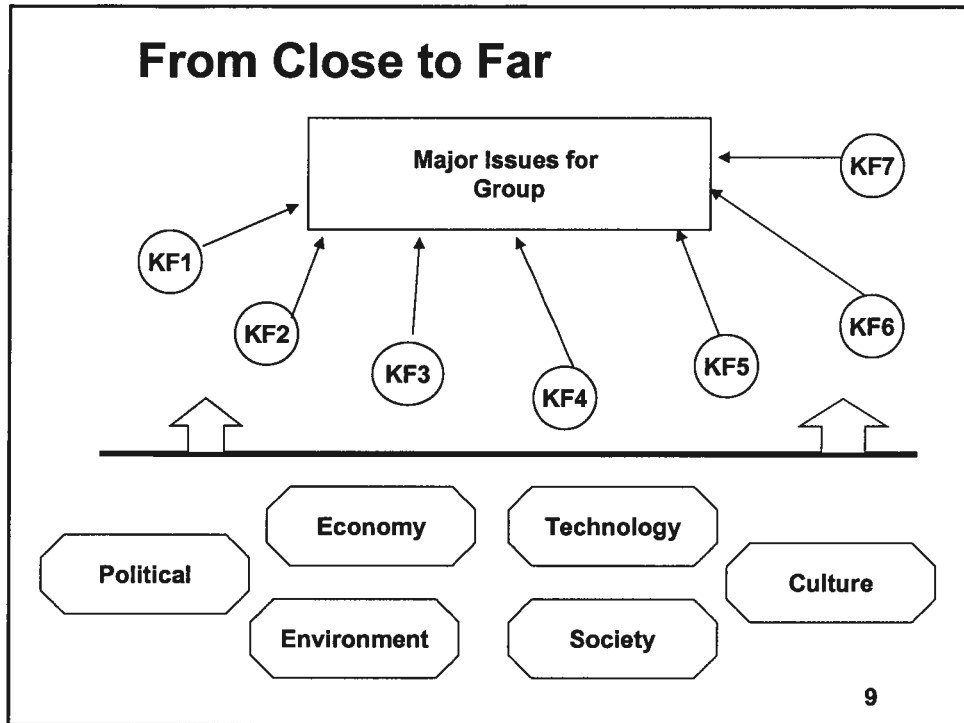 From Close to Far
Major Issues for
Group
KF7
KF1
KF2
KF3
KF4
KF5
KF6
Economy
Technology
Political
Culture
Environment
Society
9